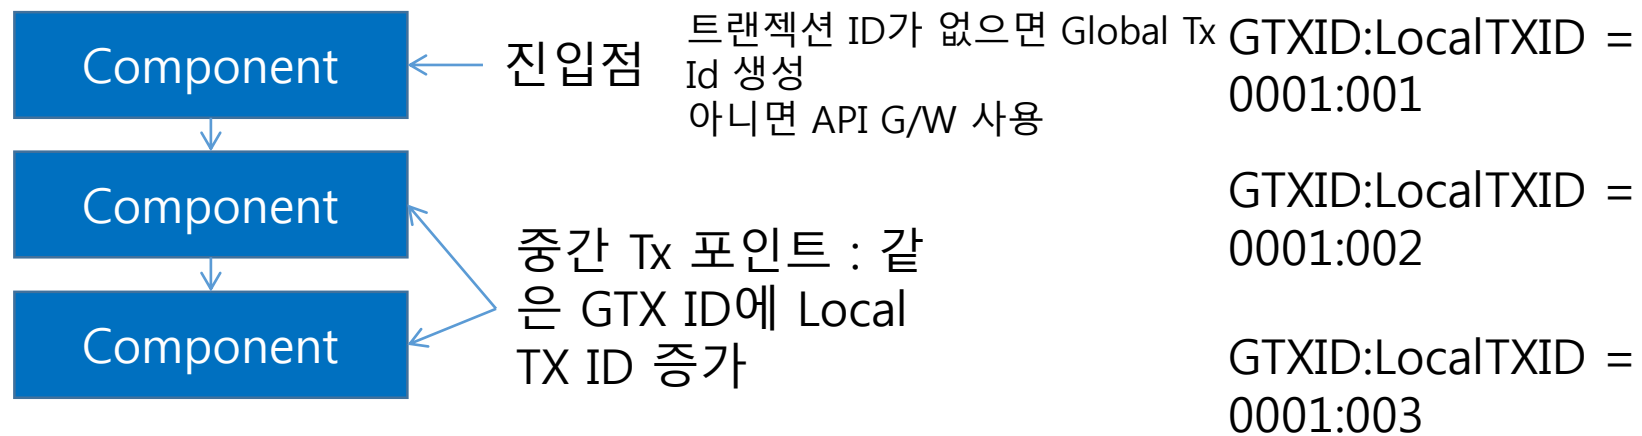 Component
진입점
트랜젝션 ID가 없으면 Global Tx
Id 생성
아니면 API G/W 사용
GTXID:LocalTXID =
0001:001
Component
GTXID:LocalTXID =
0001:002
중간 Tx 포인트 : 같
은 GTX ID에 Local
TX ID 증가
Component
GTXID:LocalTXID =
0001:003